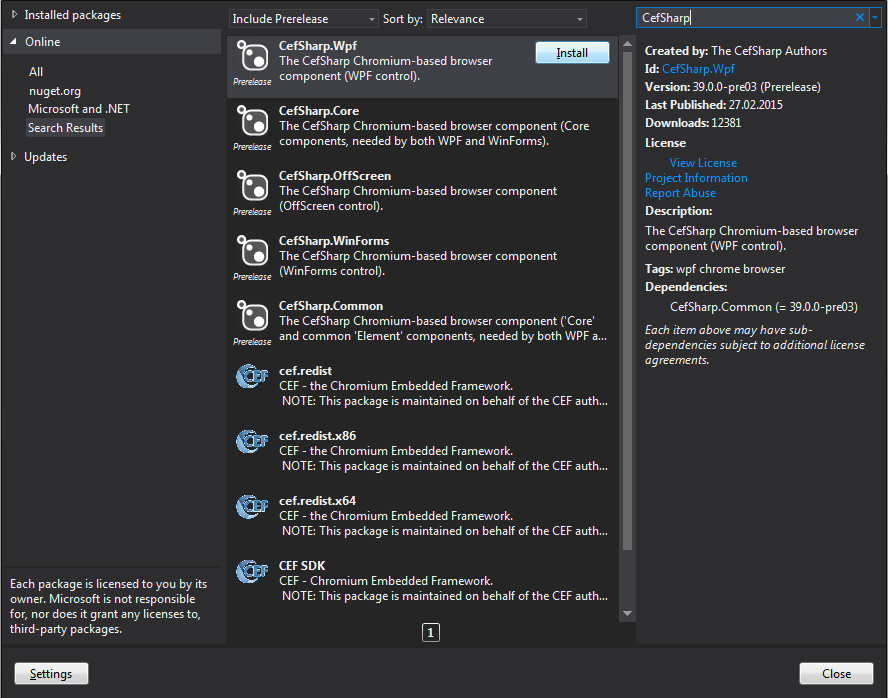 Installed packages
Online
All
nuget.org
Microsoft and .NET
Search Results
Updates
Each package is licensed to you by its
owner. Microsoft is not responsible
for, nor does it grant any licenses to,
third-party packages.
Include Prerelease
Sort by: Relevance
CefSharp.Wpf
The CefSharp Chromium-based browser
component (WPF control).
Prerelease
Install
CefSharp.Core
The CefSharp Chromium-based browser component (Core
components, needed by both WPF and WinForms).
Prerelease
CefSharp.OffScreen
The CefSharp Chromium-based browser component
(OffScreen control).
Prerelease
CefSharp.WinForms
The CefSharp Chromium-based browser component
(WinForms control).
Prerelease
CefSharp.Common
The CefSharp Chromium-based browser component ('Core'
and common 'Element' components, needed by both WPF a...
Prerelease
CEF
cef.redist
CEF - the Chromium Embedded Framework.
NOTE: This package is maintained on behalf of the CEF auth...
CEF
cef.redist.x86
CEF - the Chromium Embedded Framework.
NOTE: This package is maintained on behalf of the CEF auth...
CEF
cef.redist.x64
CEF - the Chromium Embedded Framework.
NOTE: This package is maintained on behalf of the CEF auth...
CEF
CEF SDK
CEF - Chromium Embedded Framework.
NOTE: This package is maintained on behalf of the CEF auth...
1
CefSharp
Created by: The CefSharp Authors
Id: CefSharp.Wpf
Version: 39.0.0-pre03 (Prerelease)
Last Published: 27.02.2015
Downloads: 12381
License
View License
Project Information
Report Abuse
Description:
The CefSharp Chromium-based browser
component (WPF control).
Tags: wpf chrome browser
Dependencies:
CefSharp.Common (= 39.0.0-pre03)
Each item above may have sub-
dependencies subject to additional license
agreements.
Settings
Close